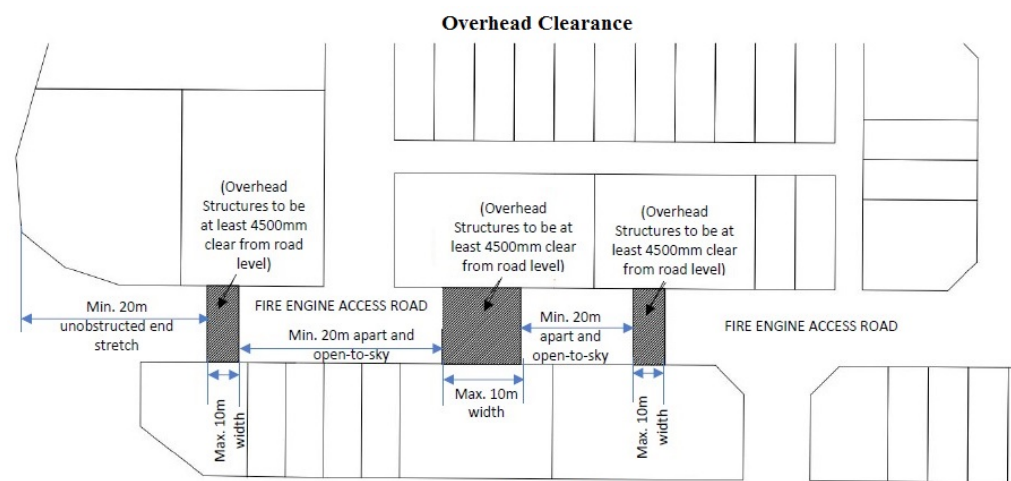 Overhead Clearance
(Overhead
Structures to be
at least 4500mm
clear from road
level)
(Overhead
Structures to be at
least 4500mm clear
from road level)
(Overhead
Structures to be at
least 4500mm clear
from road level)
Min. 20m
unobstructed end
stretch
FIRE ENGINE ACCESS ROAD
Min. 20m apart and
open-to-sky
Min. 20m
apart and
open-to-sky
FIRE ENGINE ACCESS ROAD
Max. 10m
width
Max. 10m
width
Max. 10m
width